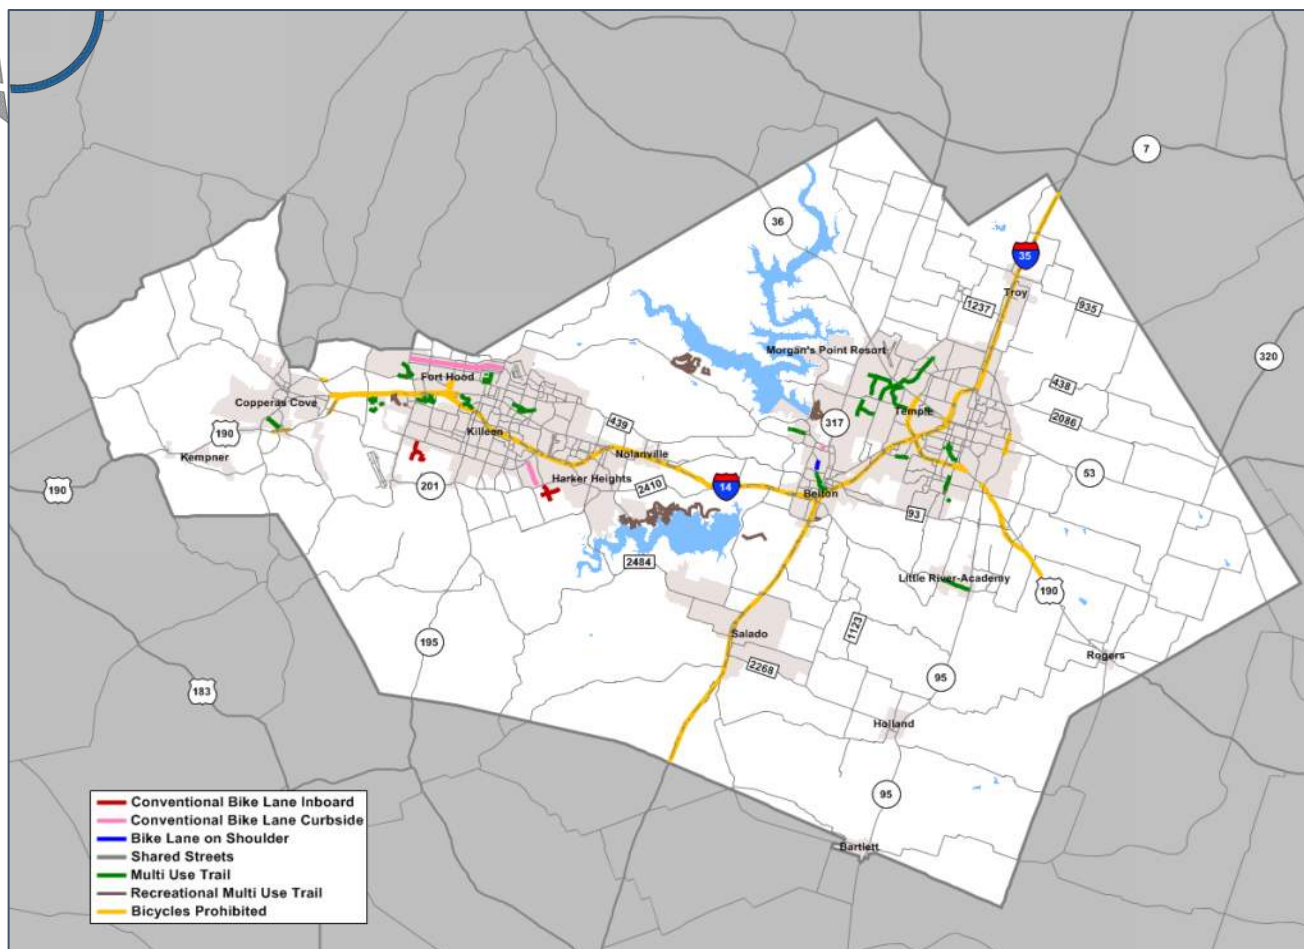 7
36
35
Troy
1237
935
320
Morgan's Point Resort
Fort Hood
438
Copperas Cove
317
Temple
2086
190
439
Killeen
Kempner
Nolanville
53
Harker Heights
190
201
2410
14
Belton
93
2484
Little River-Academy
190
1123
Salado
195
Rogers
2268
95
183
Holland
95
Bartlett
Conventional Bike Lane Inboard
Conventional Bike Lane Curbside
Bike Lane on Shoulder
Shared Streets
Multi Use Trail
Recreational Multi Use Trail
Bicycles Prohibited